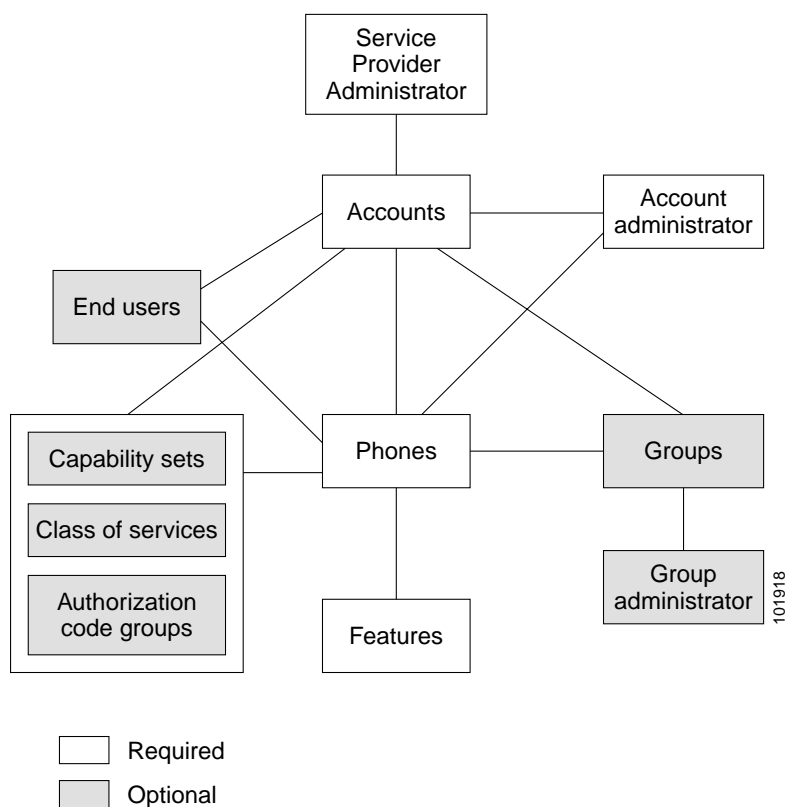 Service
Provider
Administrator
Accounts
Account
administrator
End users
Capability sets
Class of services
Authorization
code groups
Phones
Features
Groups
Group
administrator
101918
Required
Optional